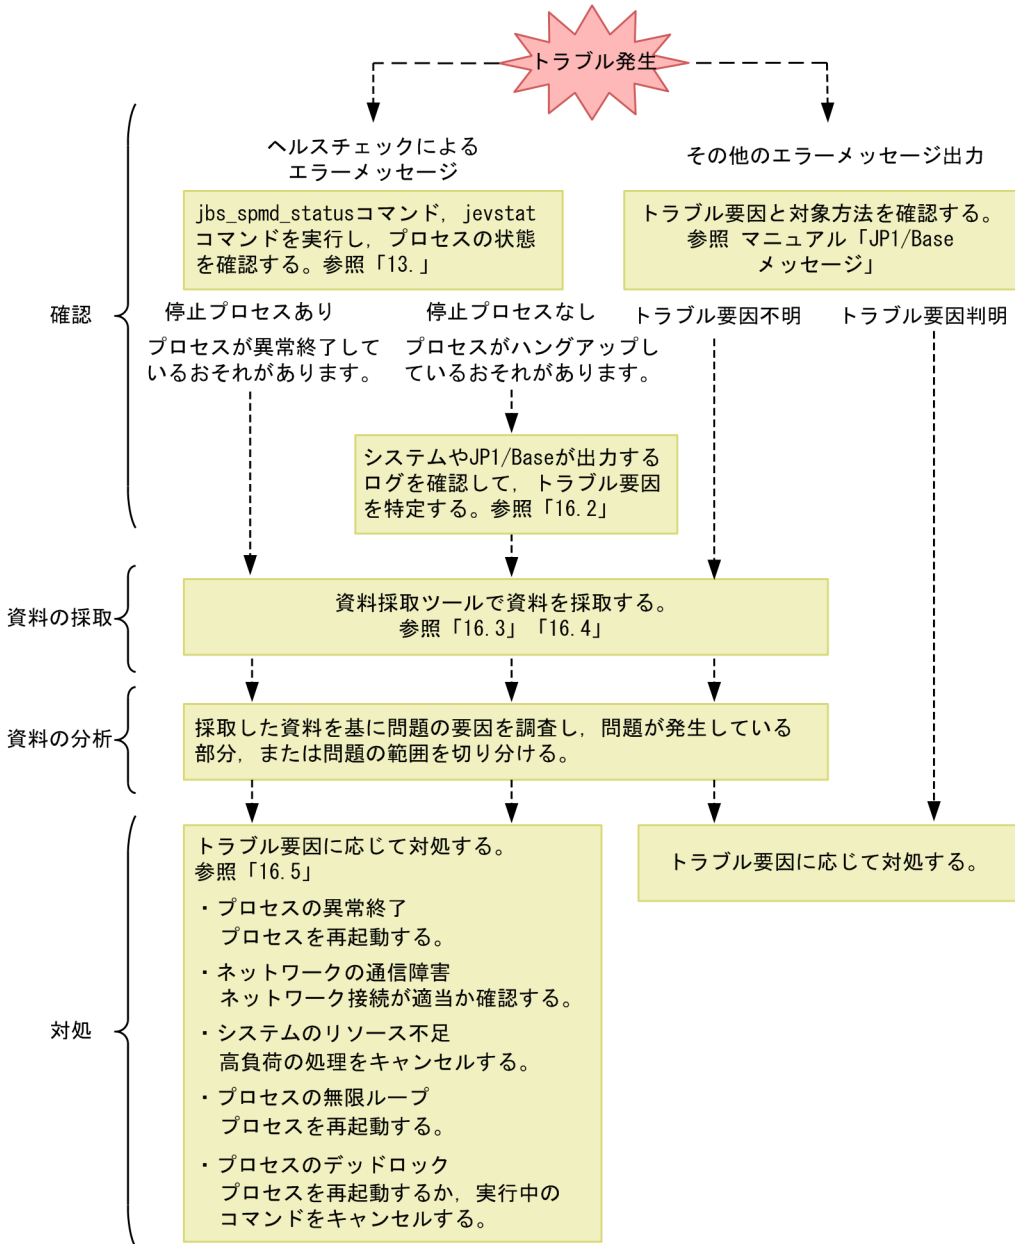 トラブル発生
ヘルスチェックによる
エラーメッセージ
その他のエラーメッセージ出力
jbs_spmd_statusコマンド，jevstat
コマンドを実行し，プロセスの状態
を確認する。参照「13.」
トラブル要因と対象方法を確認する。
参照 マニュアル「JP1/Base
メッセージ」
確認
停止プロセスあり
プロセスが異常終了して
いるおそれがあります。
停止プロセスなし
プロセスがハングアップし
ているおそれがあります。
トラブル要因不明
トラブル要因判明
システムやJP1/Baseが出力する
ログを確認して，トラブル要因
を特定する。参照「16.2」
資料の採取
資料採取ツールで資料を採取する。
参照「16.3」「16.4」
資料の分析
採取した資料を基に問題の要因を調査し，問題が発生している
部分，または問題の範囲を切り分ける。
対処
トラブル要因に応じて対処する。
参照「16.5」
・プロセスの異常終了
プロセスを再起動する。
・ネットワークの通信障害
ネットワーク接続が適当か確認する。
・システムのリソース不足
高負荷の処理をキャンセルする。
・プロセスの無限ループ
プロセスを再起動する。
・プロセスのデッドロック
プロセスを再起動するか，実行中の
コマンドをキャンセルする。
トラブル要因に応じて対処する。